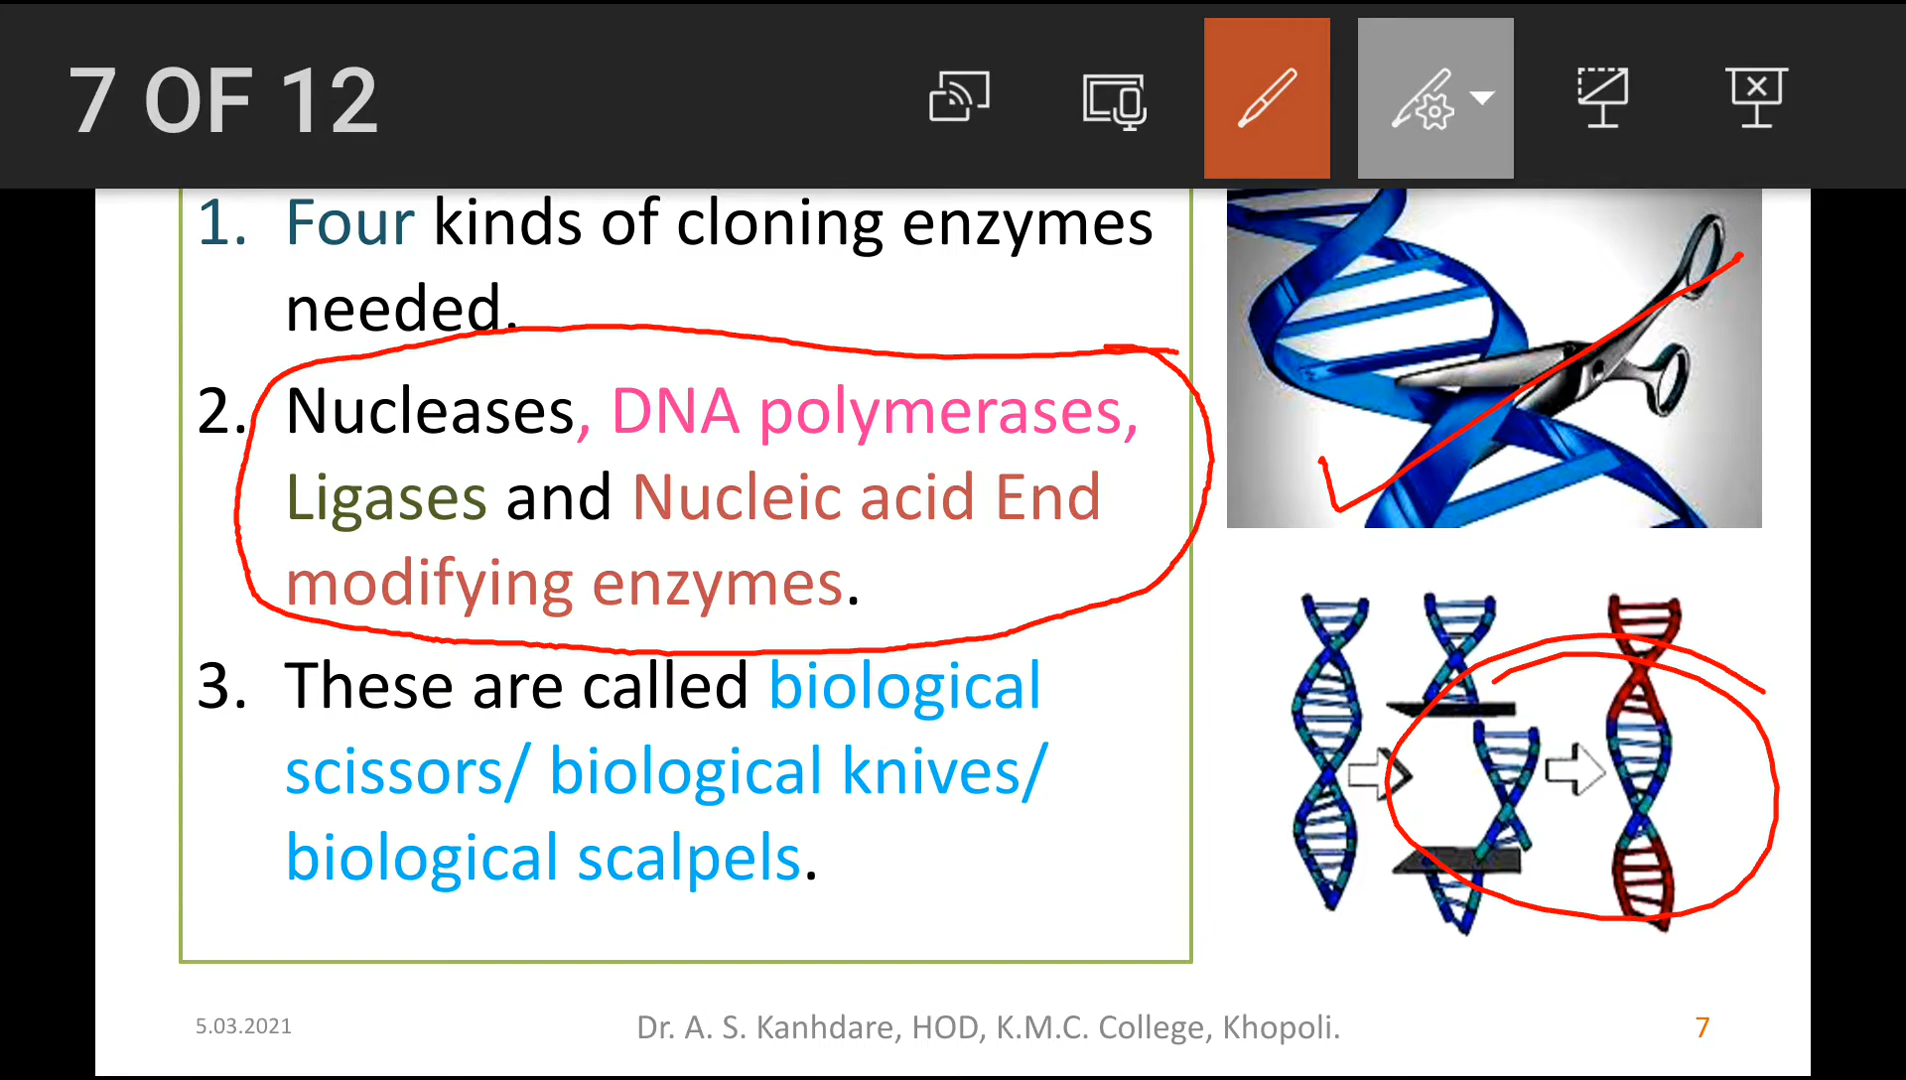 7 OF 12
1. Four kinds of cloning enzymes
needed.
2. Nucleases, DNA polymerases,
Ligases and Nucleic acid End
modifying enzymes.
3. These are called biological
scissors/ biological knives/
biological scalpels.
5.03.2021 Dr. A. S. Kanhdare, HOD, K.M.C. College, Khopoli. 7